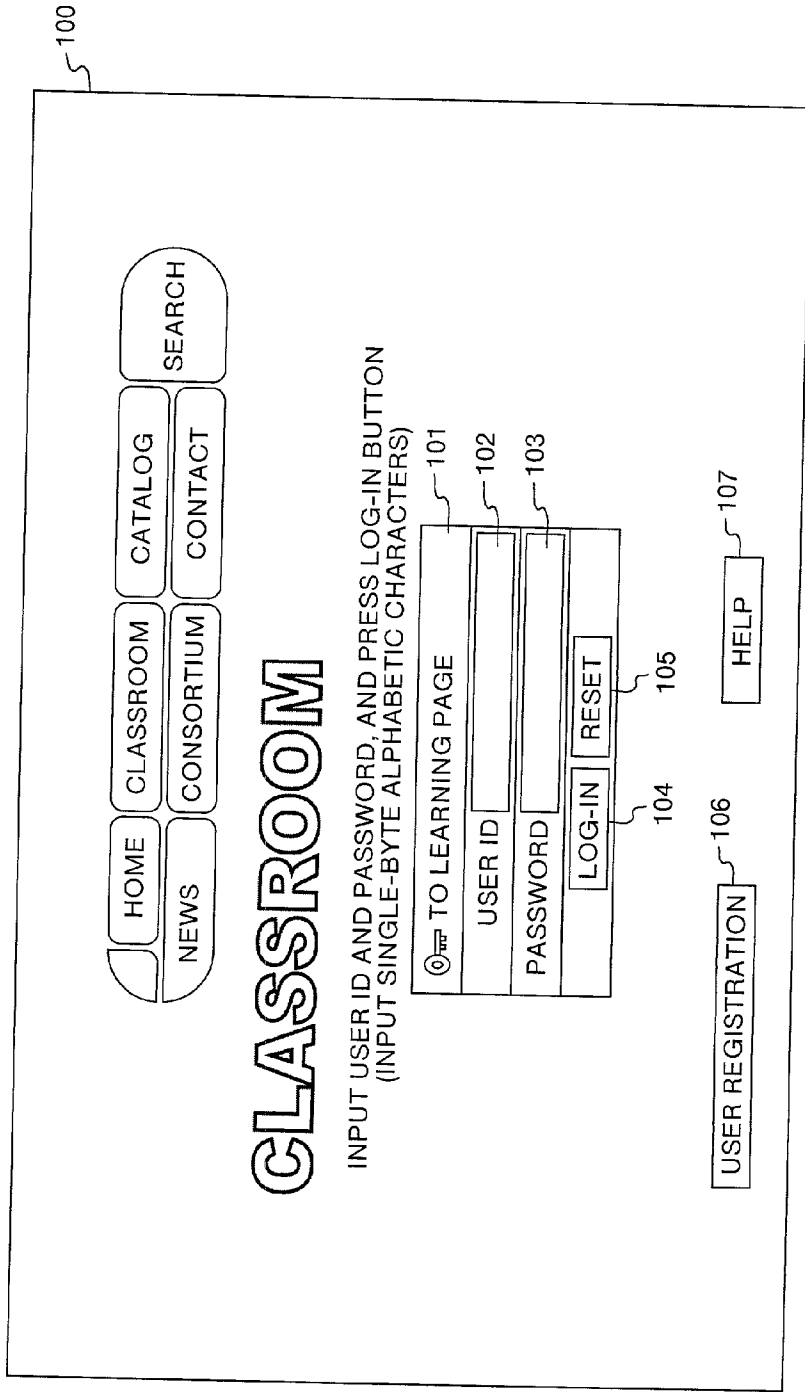 100
HOME CLASSROOM CATALOG SEARCH
NEWS CONSORTIUM CONTACT
CLASSROOM
INPUT USER ID AND PASSWORD, AND PRESS LOG-IN BUTTON
(INPUT SINGLE-BYTE ALPHABETIC CHARACTERS)
TO LEARNING PAGE 101
USER ID 102
PASSWORD 103
LOG-IN RESET
104 105
USER REGISTRATION 106 HELP 107